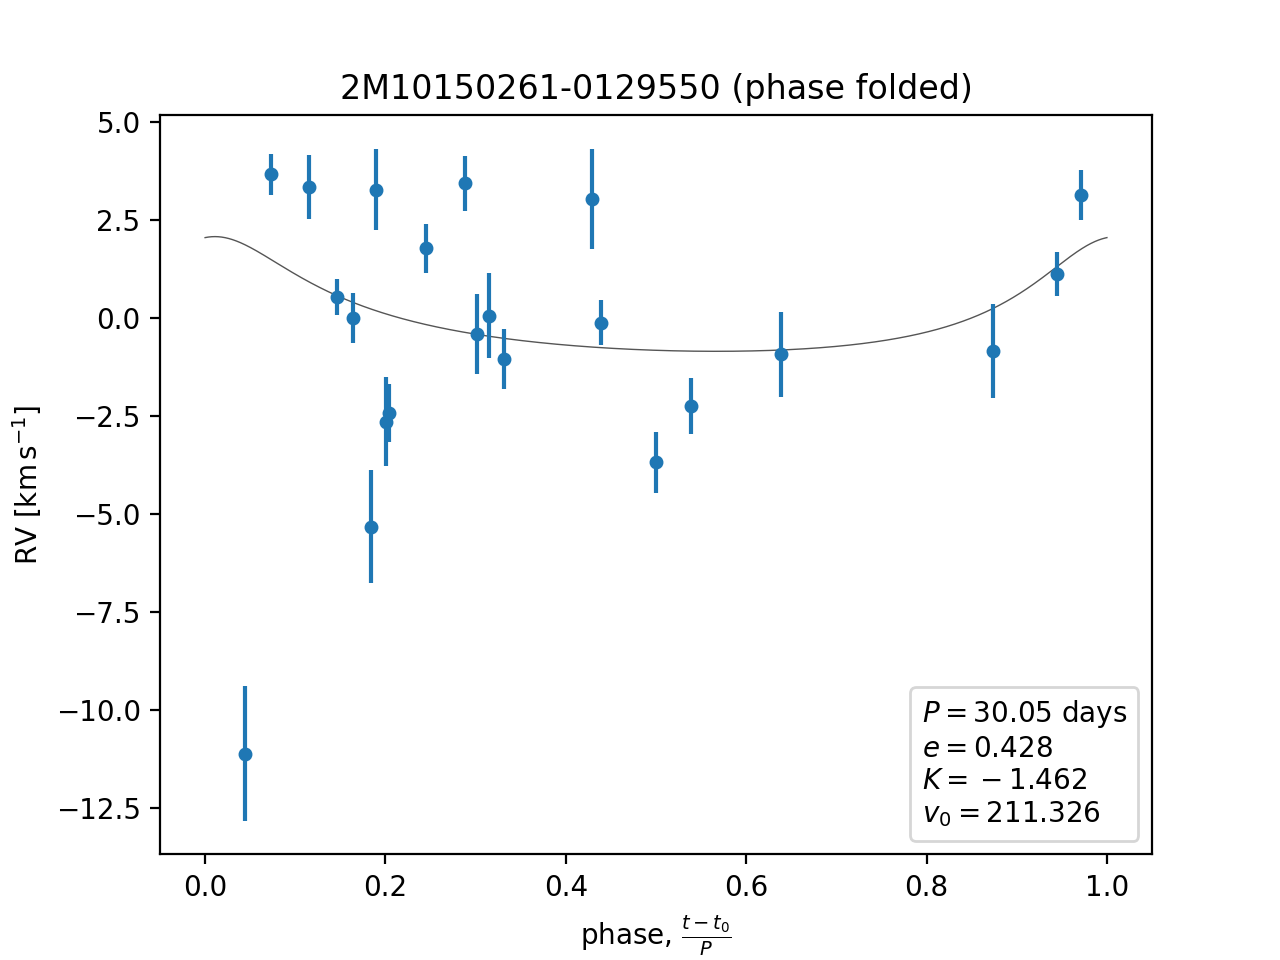 2M10150261-0129550 (phase folded)
RV [km s⁻¹]
5.0
2.5
0.0
−2.5
−5.0
−7.5
−10.0
−12.5
P = 30.05 days
e = 0.428
K = − 1.462
v₀ = 211.326
0.0 0.2 0.4 0.6 0.8 1.0
phase, (t − t₀)/P